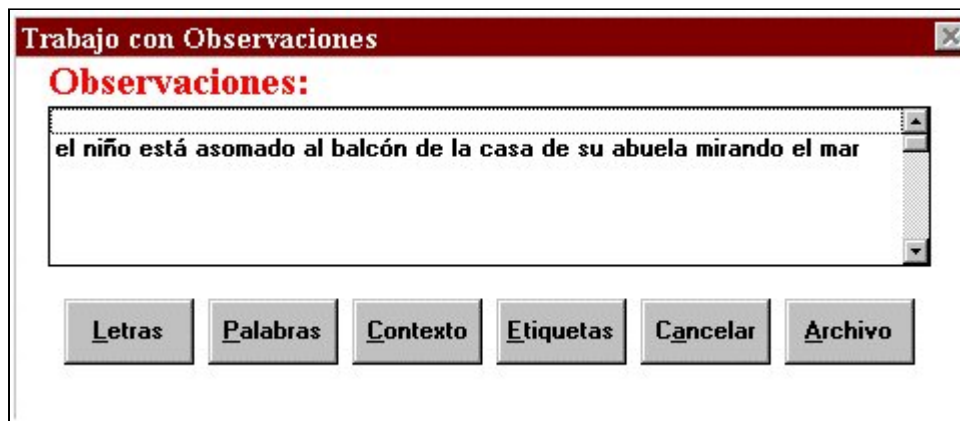 Trabajo con Observaciones
Observaciones:
el niño está asomado al balcón de la casa de su abuela mirando el mar
Letras Palabras Contexto Etiquetas Cancelar Archivo